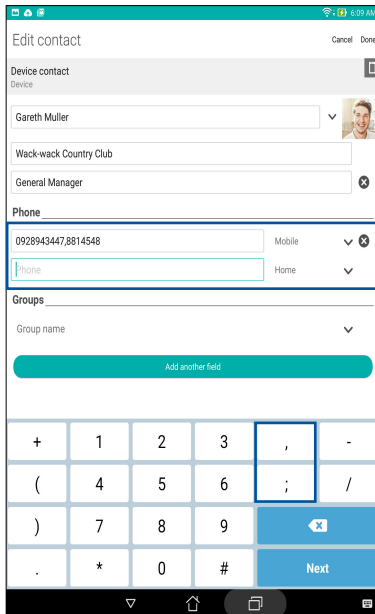 6:09 AM
Edit contact
Cancel Done
Device contact
Device
Gareth Muller
Wack-wack Country Club
General Manager
Phone
0928943447,8814548 Mobile
Phone Home
Groups
Group name
Add another field
+ 1 2 3 , -
( 4 5 6 ; /
) 7 8 9
. * 0 # Next